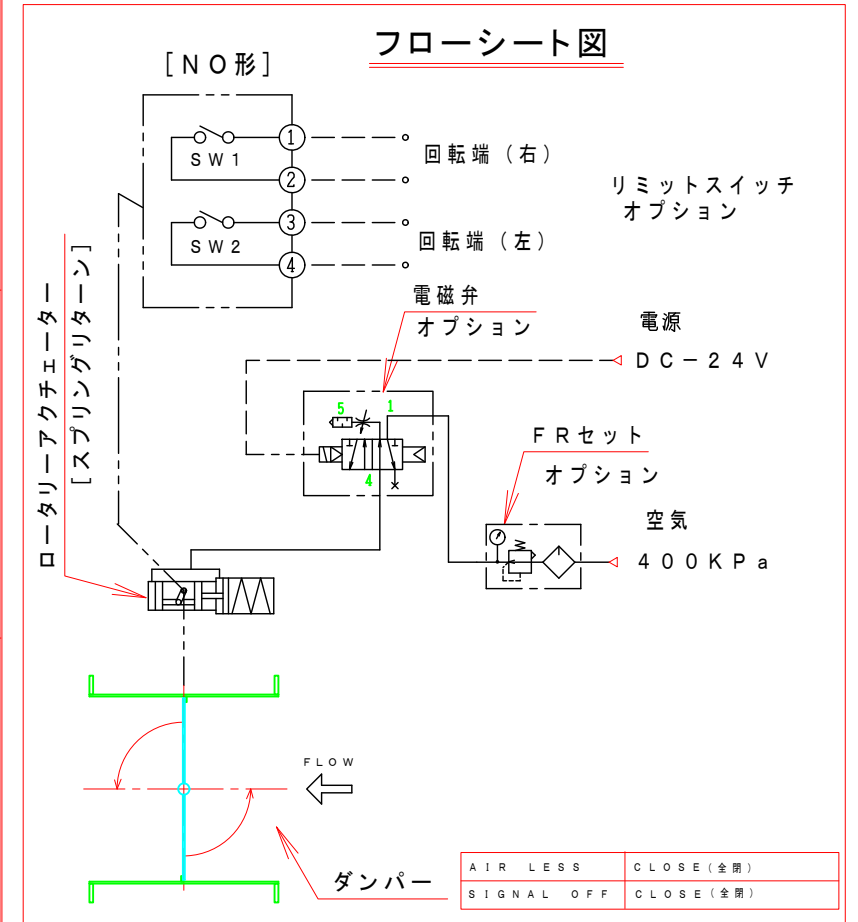 フローシート図
[NO形]
1
SW1
2
回転端(右)
3
SW2
4
回転端(左)
リミットスイッチ
オプション
ロータリーアクチェーター
[スプリングリターン]
電磁弁
オプション
電源
DC-24V
5
1
4
FRセット
オプション
空気
400KPa
FLOW
ダンパー
AIR LESS CLOSE(全閉)
SIGNAL OFF CLOSE(全閉)